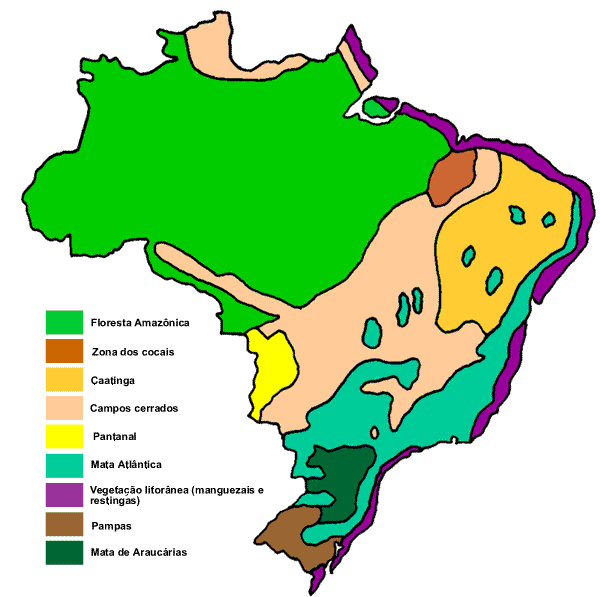 Floresta Amazônica
Zona dos cocais
Caatinga
Campos cerrados
Pantanal
Mata Atlântica
Vegetação litorânea (manguezais e
restingas)
Pampas
Mata de Araucárias